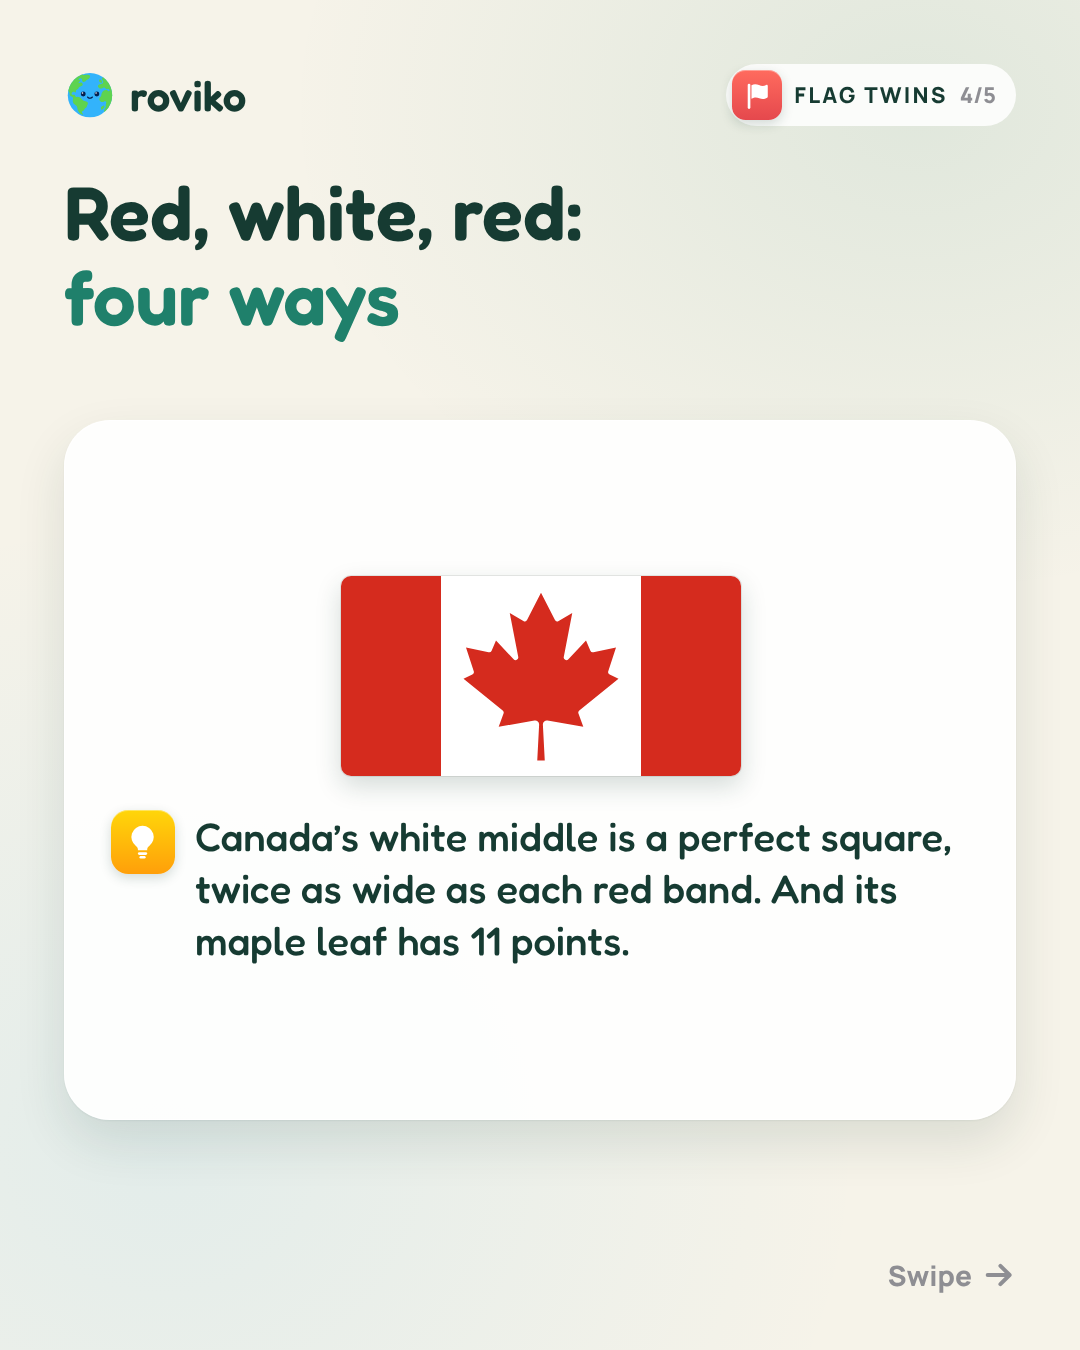 roviko
FLAG TWINS 4/5
Red, white, red:
four ways
Canada’s white middle is a perfect square,
twice as wide as each red band. And its
maple leaf has 11 points.
Swipe →